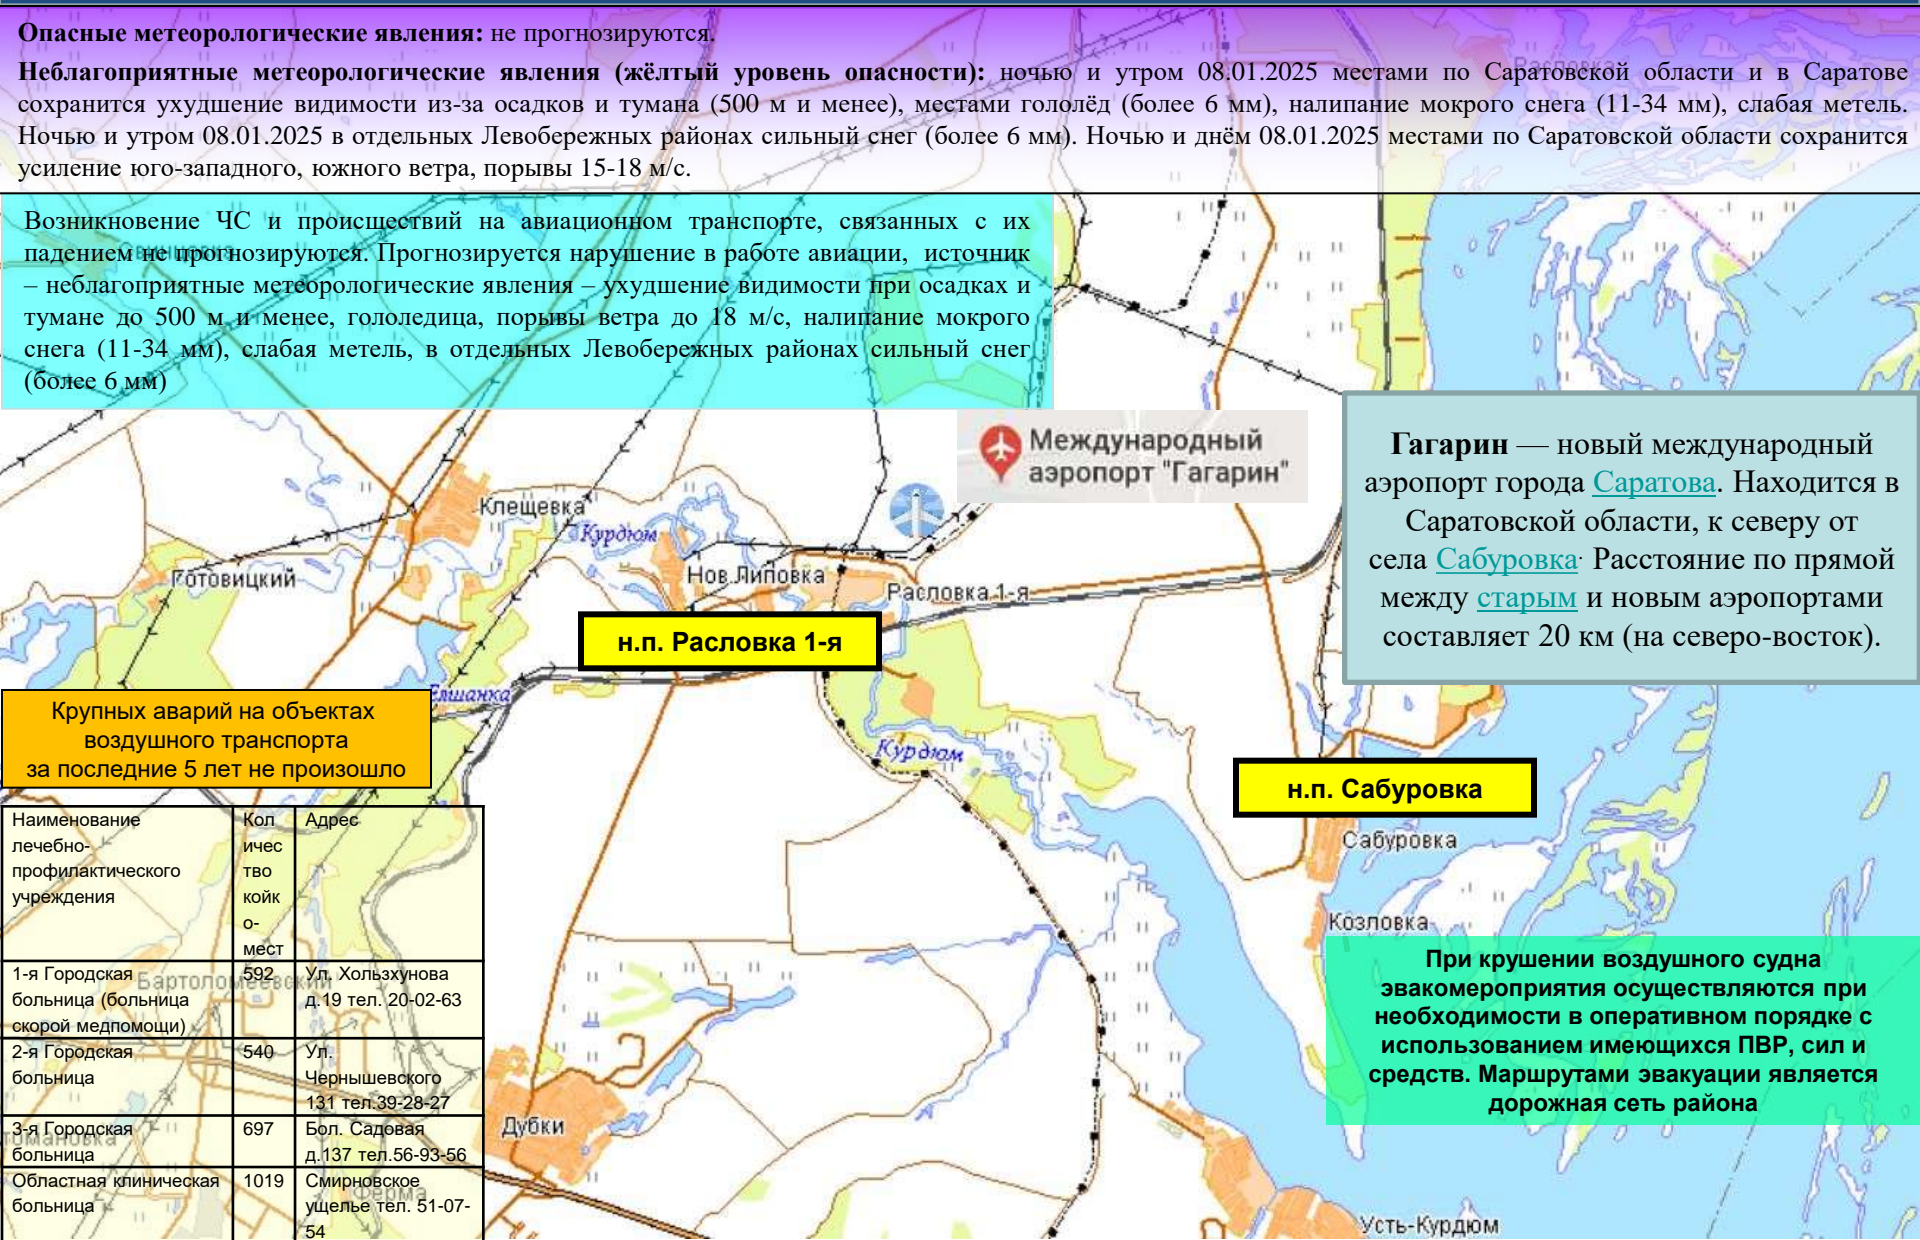 Опасные метеорологические явления: не прогнозируются.
Неблагоприятные метеорологические явления (жёлтый уровень опасности): ночью и утром 08.01.2025 местами по Саратовской области и в Саратове
сохранится ухудшение видимости из-за осадков и тумана (500 м и менее), местами гололёд (более 6 мм), налипание мокрого снега (11-34 мм), слабая метель.
Ночью и утром 08.01.2025 в отдельных Левобережных районах сильный снег (более 6 мм). Ночью и днём 08.01.2025 местами по Саратовской области сохранится
усиление юго-западного, южного ветра, порывы 15-18 м/с.
Возникновение ЧС и происшествий на авиационном транспорте, связанных с их
падением не прогнозируются. Прогнозируется нарушение в работе авиации, источник
– неблагоприятные метеорологические явления – ухудшение видимости при осадках и
тумане до 500 м и менее, гололедица, порывы ветра до 18 м/с, налипание мокрого
снега (11-34 мм), слабая метель, в отдельных Левобережных районах сильный снег
(более 6 мм)
Международный
аэропорт "Гагарин"
Гагарин — новый международный
аэропорт города Саратова. Находится в
Саратовской области, к северу от
села Сабуровка. Расстояние по прямой
между старым и новым аэропортами
составляет 20 км (на северо-восток).
Клещевка
Курдюм
Готовицкий
Нов.Липовка
Расловка 1-я
н.п. Расловка 1-я
Елшанка
Крупных аварий на объектах
воздушного транспорта
за последние 5 лет не произошло
Курдюм
н.п. Сабуровка
Сабуровка
Козловка
Наименование
лечебно-
профилактического
учреждения
Кол
ичес
тво
койк
о-
мест
Адрес
1-я Городская
больница (больница
скорой медпомощи)
592
Ул. Хользхунова
д.19 тел. 20-02-63
Бартоломеевский
2-я Городская
больница
540
Ул.
Чернышевского
131 тел.39-28-27
3-я Городская
больница
697
Бол. Садовая
д.137 тел.56-93-56
Областная клиническая
больница
1019
Смирновское
ущелье тел. 51-07-
54
Ферма
Дубки
При крушении воздушного судна
эвакомероприятия осуществляются при
необходимости в оперативном порядке с
использованием имеющихся ПВР, сил и
средств. Маршрутами эвакуации является
дорожная сеть района
Усть-Курдюм